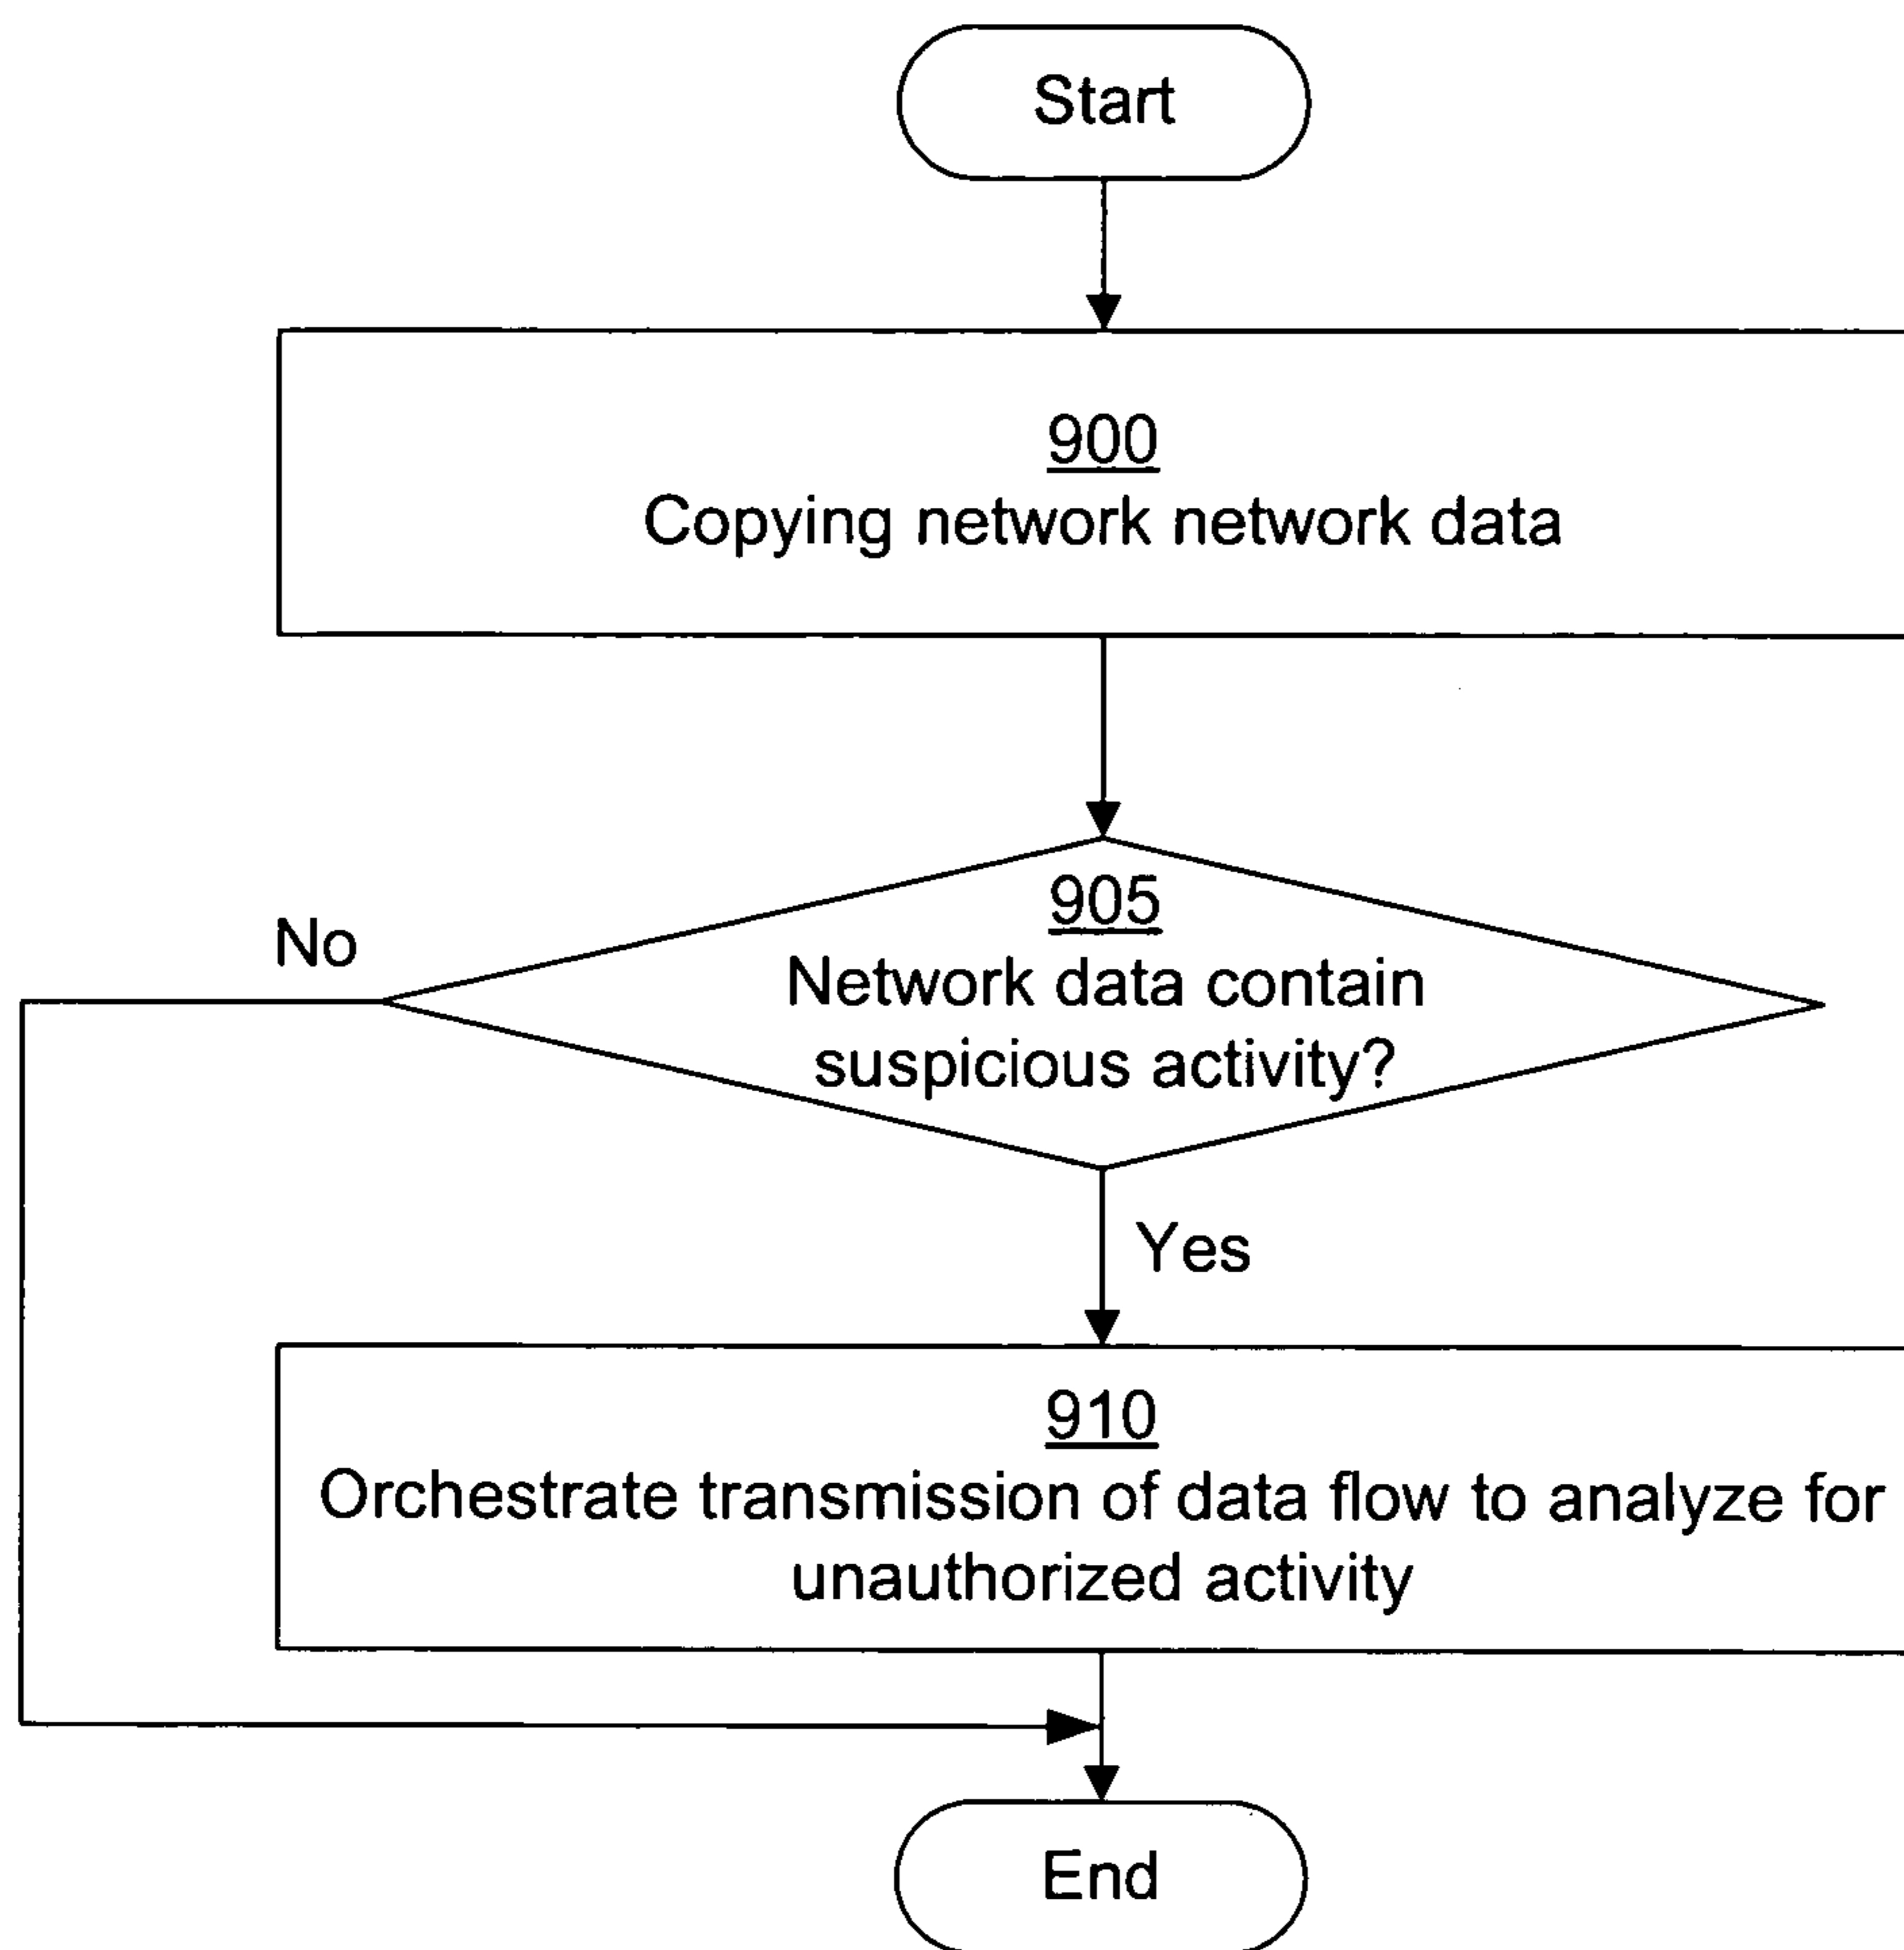 Start
900
Copying network network data
905
Network data contain
suspicious activity?
No
Yes
910
Orchestrate transmission of data flow to analyze for
unauthorized activity
End